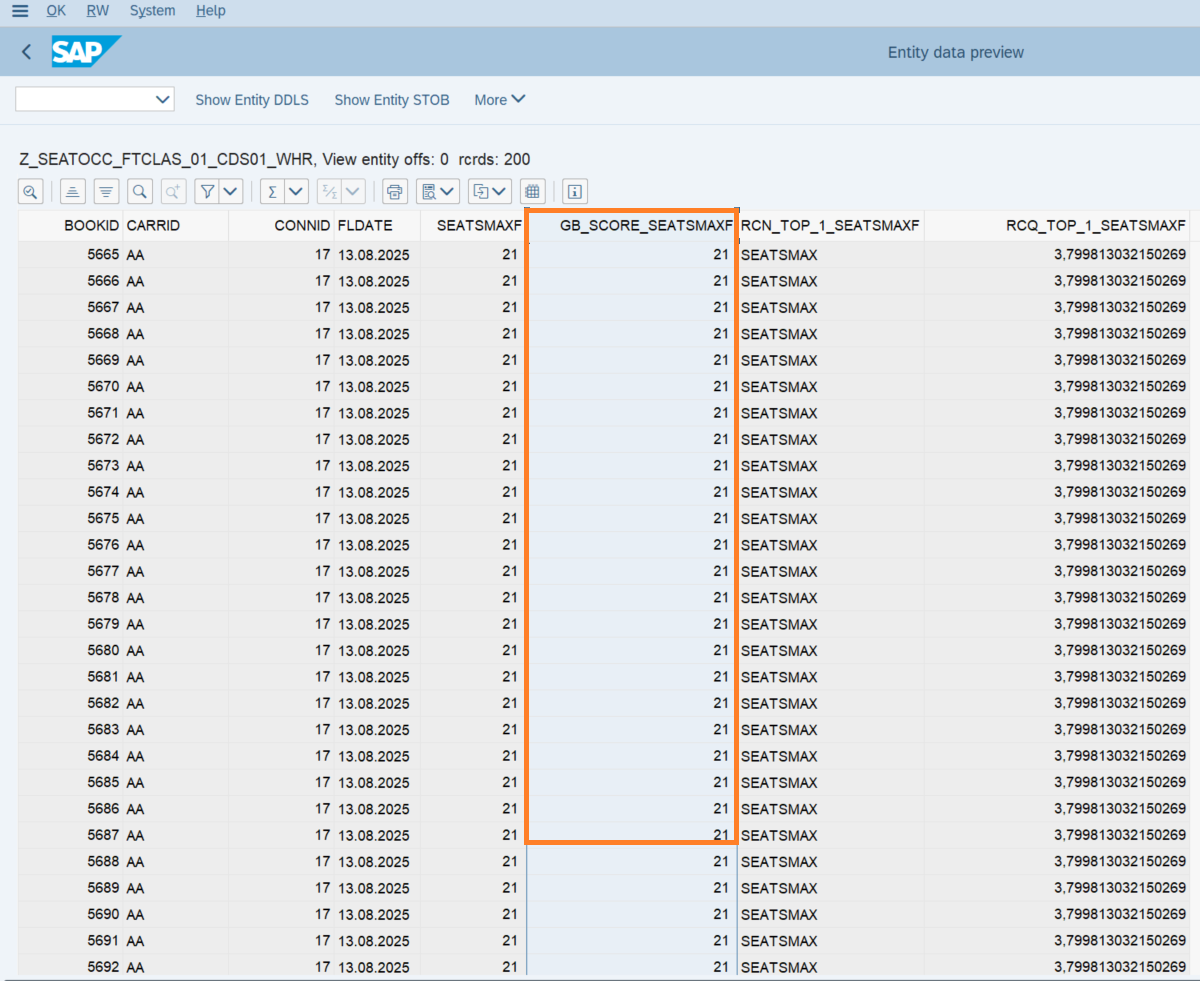 OK RW System Help
SAP Entity data preview
Show Entity DDLS Show Entity STOB More
Z_SEATOCC_FTCLAS_01_CDS01_WHR, View entity offs: 0 rcrds: 200
BOOKID CARRID CONNID FLDATE SEATSMAXF GB_SCORE_SEATSMAXF RCN_TOP_1_SEATSMAXF RCQ_TOP_1_SEATSMAXF
5665 AA 17 13.08.2025 21 21 SEATSMAX 3,799813032150269
5666 AA 17 13.08.2025 21 21 SEATSMAX 3,799813032150269
5667 AA 17 13.08.2025 21 21 SEATSMAX 3,799813032150269
5668 AA 17 13.08.2025 21 21 SEATSMAX 3,799813032150269
5669 AA 17 13.08.2025 21 21 SEATSMAX 3,799813032150269
5670 AA 17 13.08.2025 21 21 SEATSMAX 3,799813032150269
5671 AA 17 13.08.2025 21 21 SEATSMAX 3,799813032150269
5672 AA 17 13.08.2025 21 21 SEATSMAX 3,799813032150269
5673 AA 17 13.08.2025 21 21 SEATSMAX 3,799813032150269
5674 AA 17 13.08.2025 21 21 SEATSMAX 3,799813032150269
5675 AA 17 13.08.2025 21 21 SEATSMAX 3,799813032150269
5676 AA 17 13.08.2025 21 21 SEATSMAX 3,799813032150269
5677 AA 17 13.08.2025 21 21 SEATSMAX 3,799813032150269
5678 AA 17 13.08.2025 21 21 SEATSMAX 3,799813032150269
5679 AA 17 13.08.2025 21 21 SEATSMAX 3,799813032150269
5680 AA 17 13.08.2025 21 21 SEATSMAX 3,799813032150269
5681 AA 17 13.08.2025 21 21 SEATSMAX 3,799813032150269
5682 AA 17 13.08.2025 21 21 SEATSMAX 3,799813032150269
5683 AA 17 13.08.2025 21 21 SEATSMAX 3,799813032150269
5684 AA 17 13.08.2025 21 21 SEATSMAX 3,799813032150269
5685 AA 17 13.08.2025 21 21 SEATSMAX 3,799813032150269
5686 AA 17 13.08.2025 21 21 SEATSMAX 3,799813032150269
5687 AA 17 13.08.2025 21 21 SEATSMAX 3,799813032150269
5688 AA 17 13.08.2025 21 21 SEATSMAX 3,799813032150269
5689 AA 17 13.08.2025 21 21 SEATSMAX 3,799813032150269
5690 AA 17 13.08.2025 21 21 SEATSMAX 3,799813032150269
5691 AA 17 13.08.2025 21 21 SEATSMAX 3,799813032150269
5692 AA 17 13.08.2025 21 21 SEATSMAX 3,799813032150269